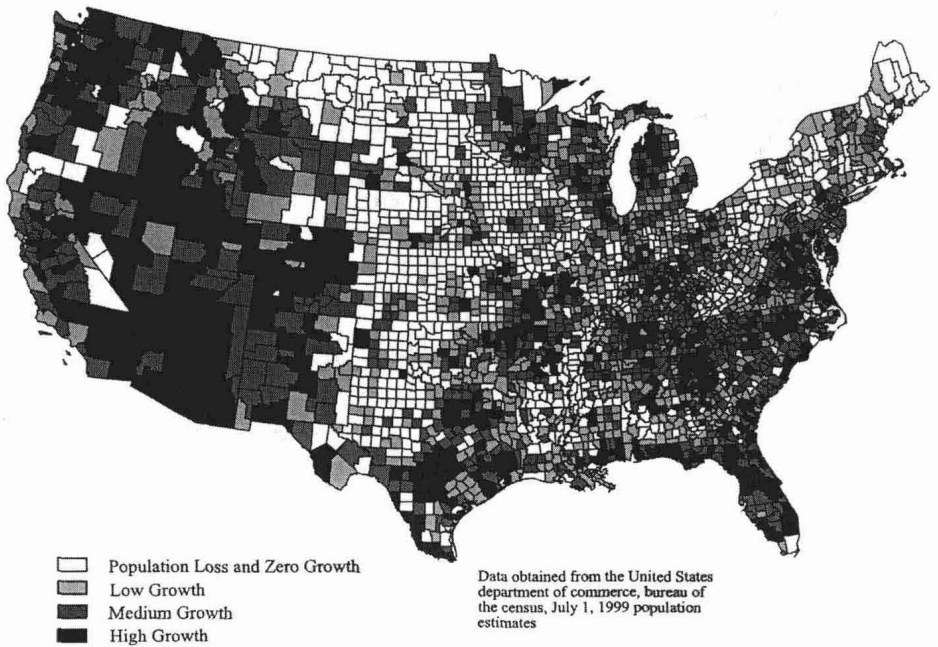 Population Loss and Zero Growth
Low Growth
Medium Growth
High Growth
Data obtained from the United States
department of commerce, bureau of
the census, July 1, 1999 population
estimates